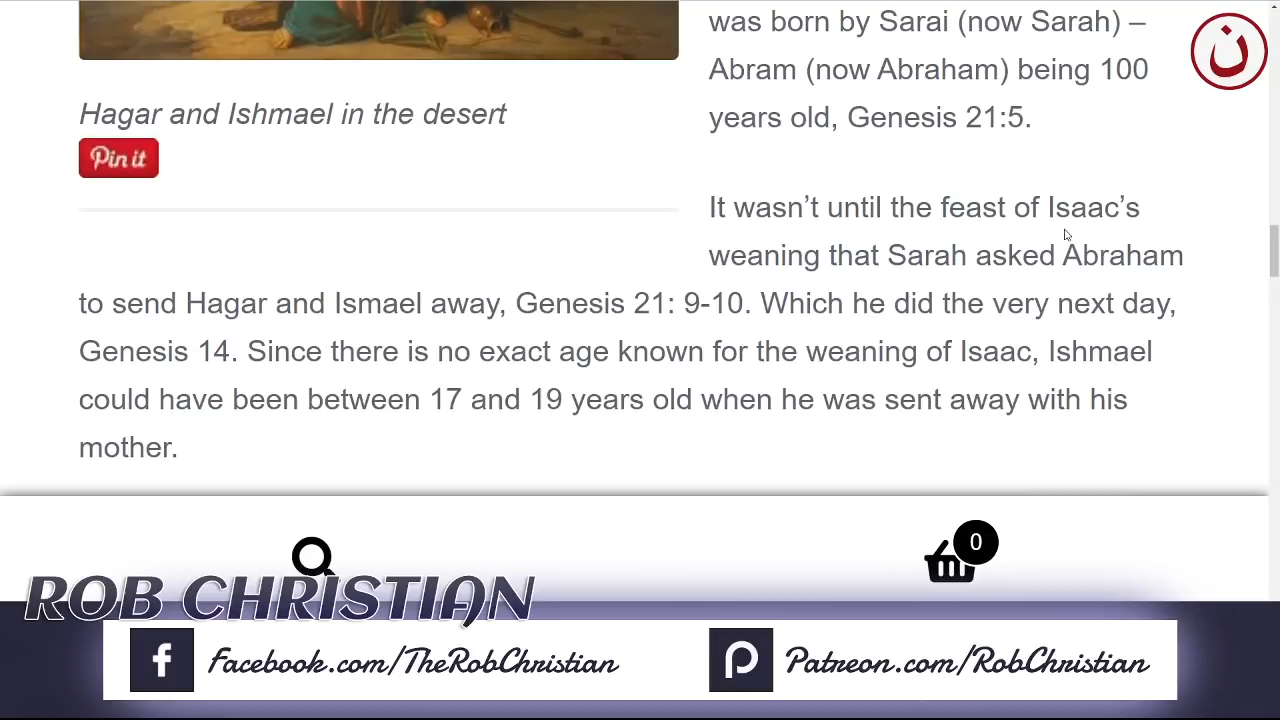 was born by Sarai (now Sarah) –
Abram (now Abraham) being 100
years old, Genesis 21:5.
ن
Hagar and Ishmael in the desert
Pin it
It wasn’t until the feast of Isaac’s
weaning that Sarah asked Abraham
to send Hagar and Ismael away, Genesis 21: 9-10. Which he did the very next day,
Genesis 14. Since there is no exact age known for the weaning of Isaac, Ishmael
could have been between 17 and 19 years old when he was sent away with his
mother.
0
ROB CHRISTIAN
f Facebook.com/TheRobChristian
Patreon.com/RobChristian